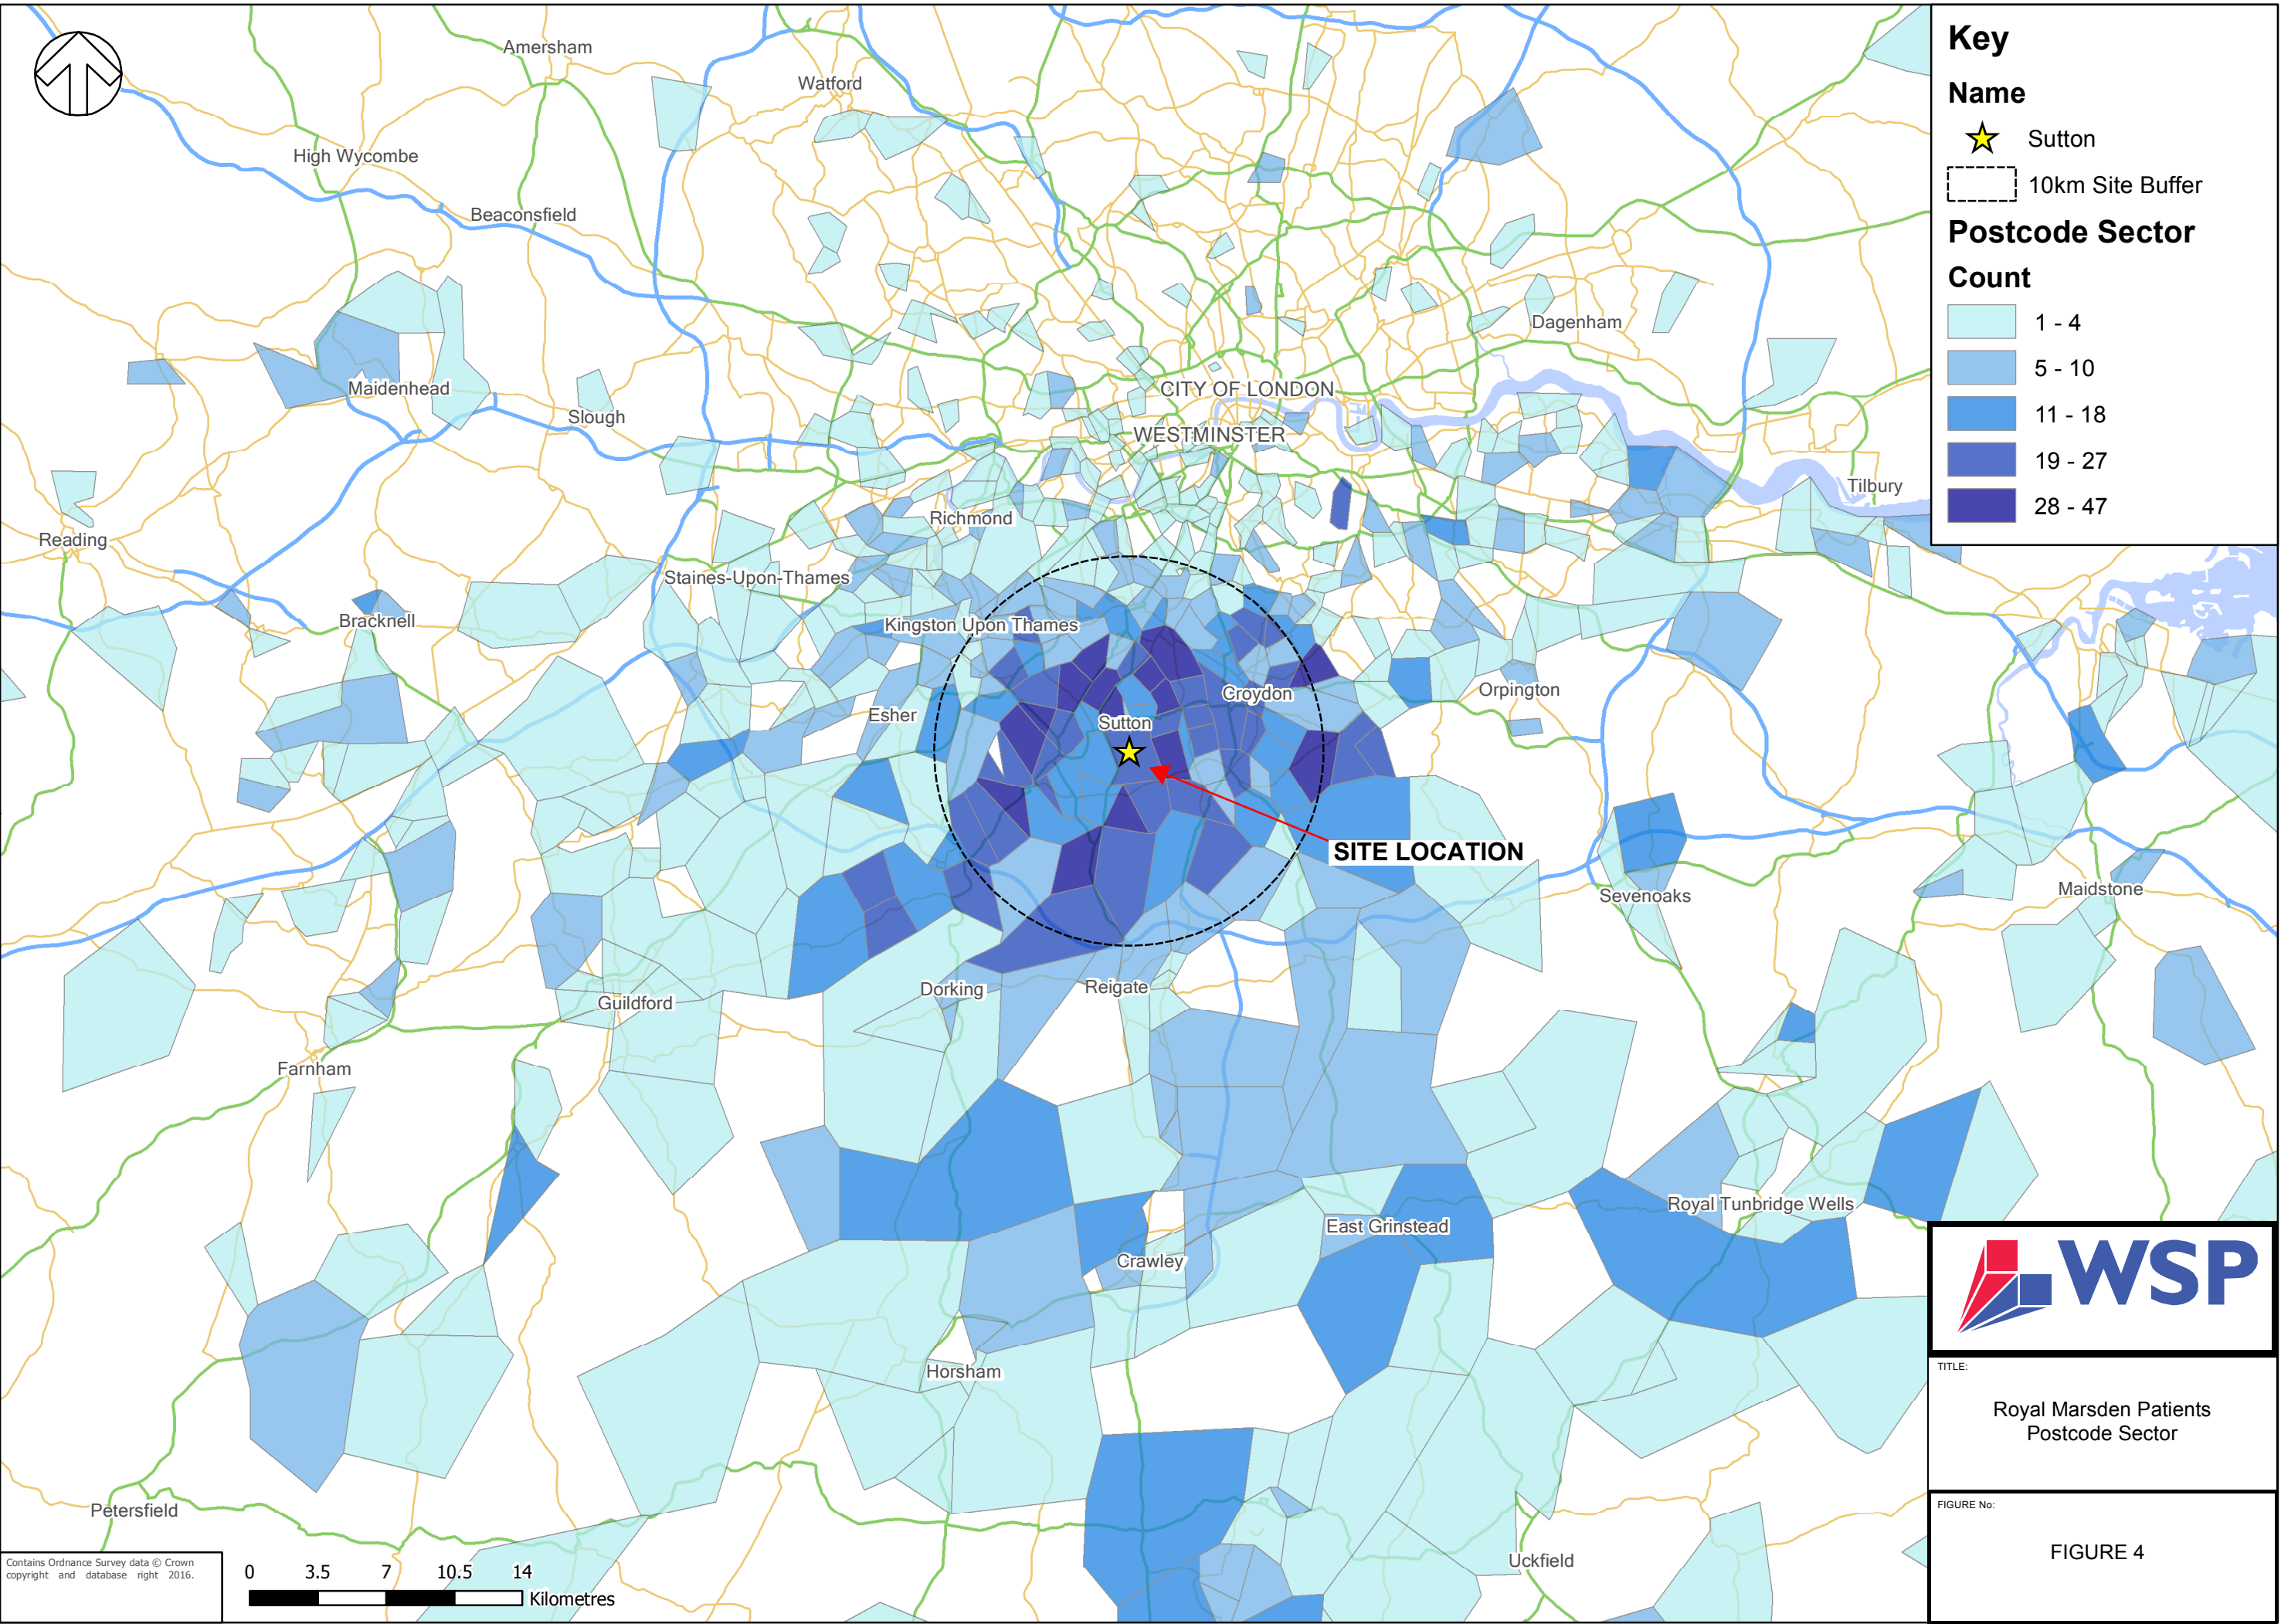 Key
Name
Sutton
10km Site Buffer
Postcode Sector
Count
1 - 4
5 - 10
11 - 18
19 - 27
28 - 47
Amersham
Watford
High Wycombe
Beaconsfield
Dagenham
Maidenhead
CITY OF LONDON
Slough
WESTMINSTER
Tilbury
Richmond
Reading
Staines-Upon-Thames
Bracknell
Kingston Upon Thames
Croydon
Orpington
Esher
Sutton
SITE LOCATION
Sevenoaks
Maidstone
Dorking
Reigate
Guildford
Farnham
Royal Tunbridge Wells
East Grinstead
Crawley
Horsham
Petersfield
Uckfield
WSP
TITLE:
Royal Marsden Patients
Postcode Sector
FIGURE No:
FIGURE 4
Contains Ordnance Survey data © Crown
copyright and database right 2016.
0 3.5 7 10.5 14
Kilometres